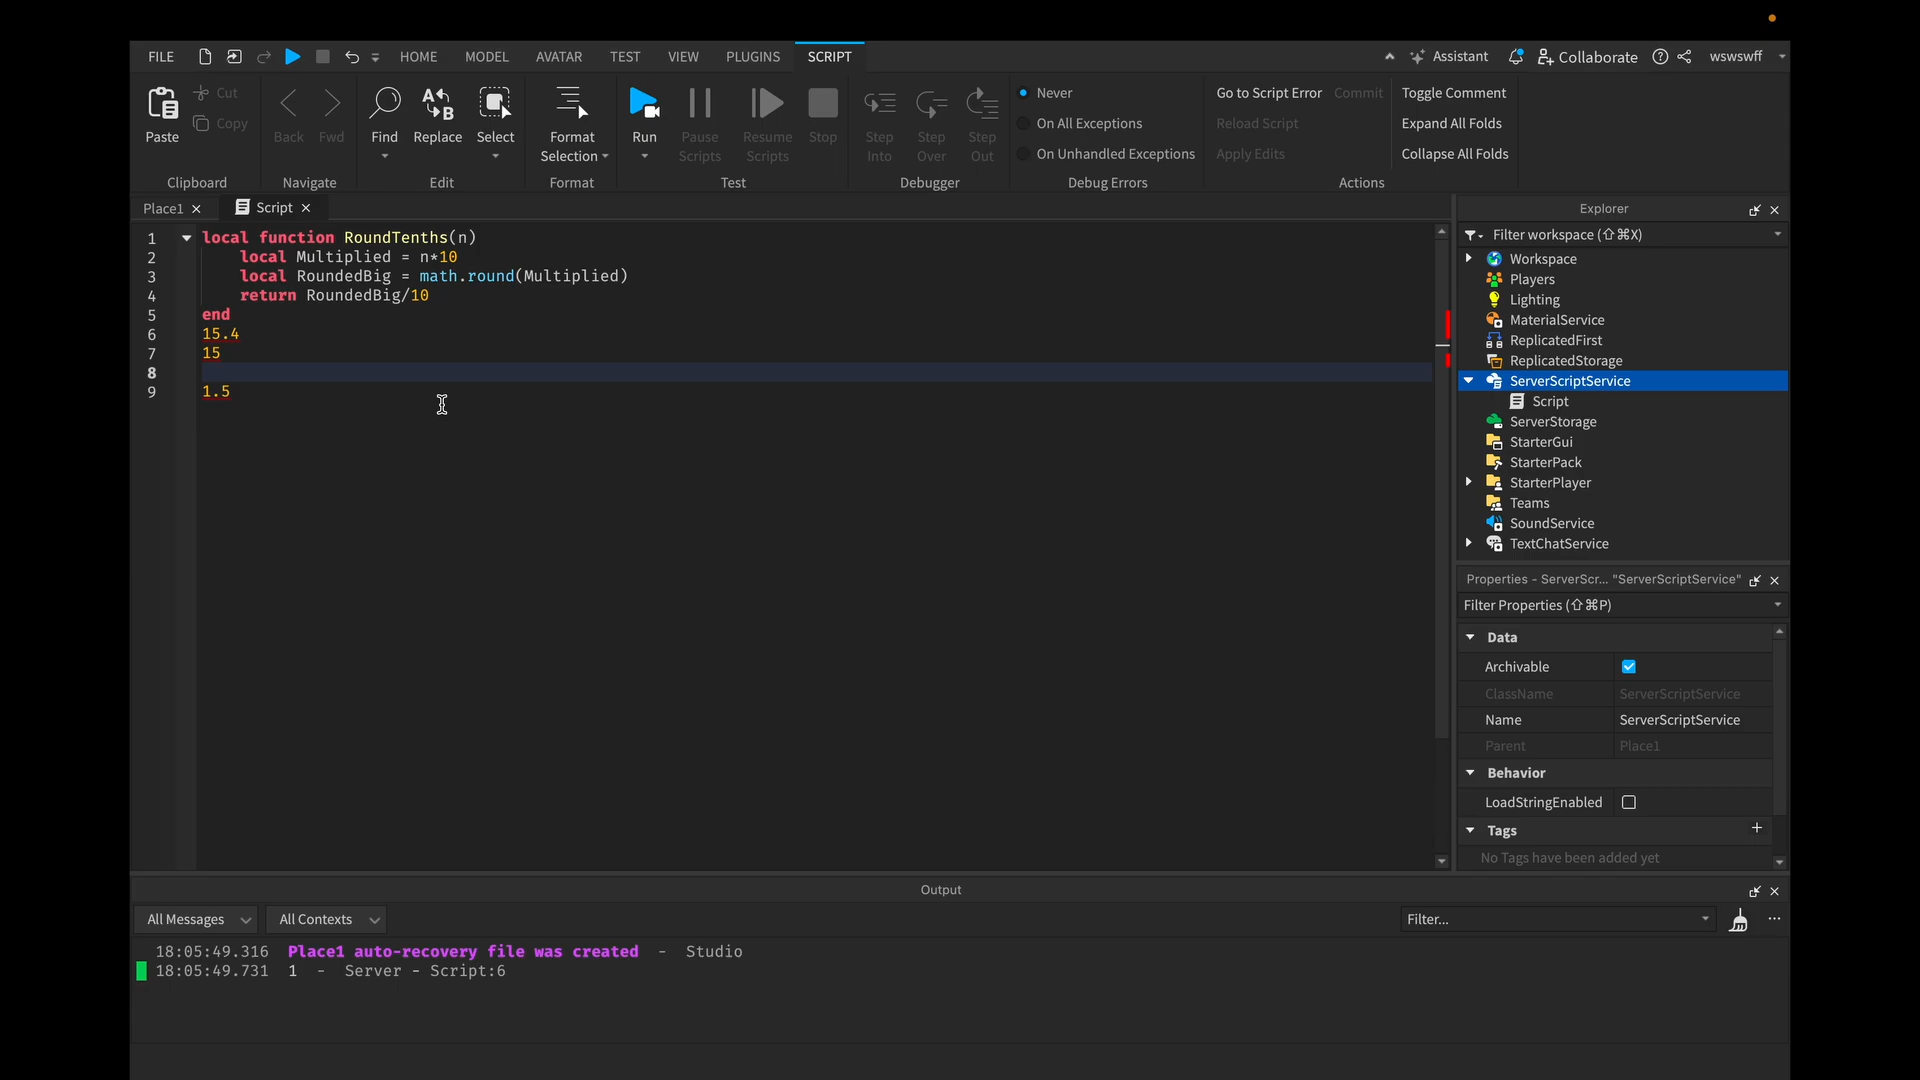 FILE HOME MODEL AVATAR TEST VIEW PLUGINS SCRIPT Assistant Collaborate wswswff
Paste Cut Copy
Clipboard
Back Fwd
Navigate
Find Replace Select
Edit
Format Selection
Format
Run Pause Scripts Resume Scripts Stop
Test
Step Into Step Over Step Out
Debugger
Never
On All Exceptions
On Unhandled Exceptions
Debug Errors
Go to Script Error Commit Toggle Comment
Reload Script Expand All Folds
Apply Edits Collapse All Folds
Actions
Place1 Script
1 local function RoundTenths(n)
2 local Multiplied = n*10
3 local RoundedBig = math.round(Multiplied)
4 return RoundedBig/10
5 end
6 15.4
7 15
8
9 1.5
Explorer
Filter workspace (⇧⌘X)
Workspace
Players
Lighting
MaterialService
ReplicatedFirst
ReplicatedStorage
ServerScriptService
Script
ServerStorage
StarterGui
StarterPack
StarterPlayer
Teams
SoundService
TextChatService
Properties - ServerScr... "ServerScriptService"
Filter Properties (⇧⌘P)
Data
Archivable
ClassName ServerScriptService
Name ServerScriptService
Parent Place1
Behavior
LoadStringEnabled
Tags +
No Tags have been added yet
Output
All Messages All Contexts Filter...
18:05:49.316 Place1 auto-recovery file was created - Studio
18:05:49.731 1 - Server - Script:6